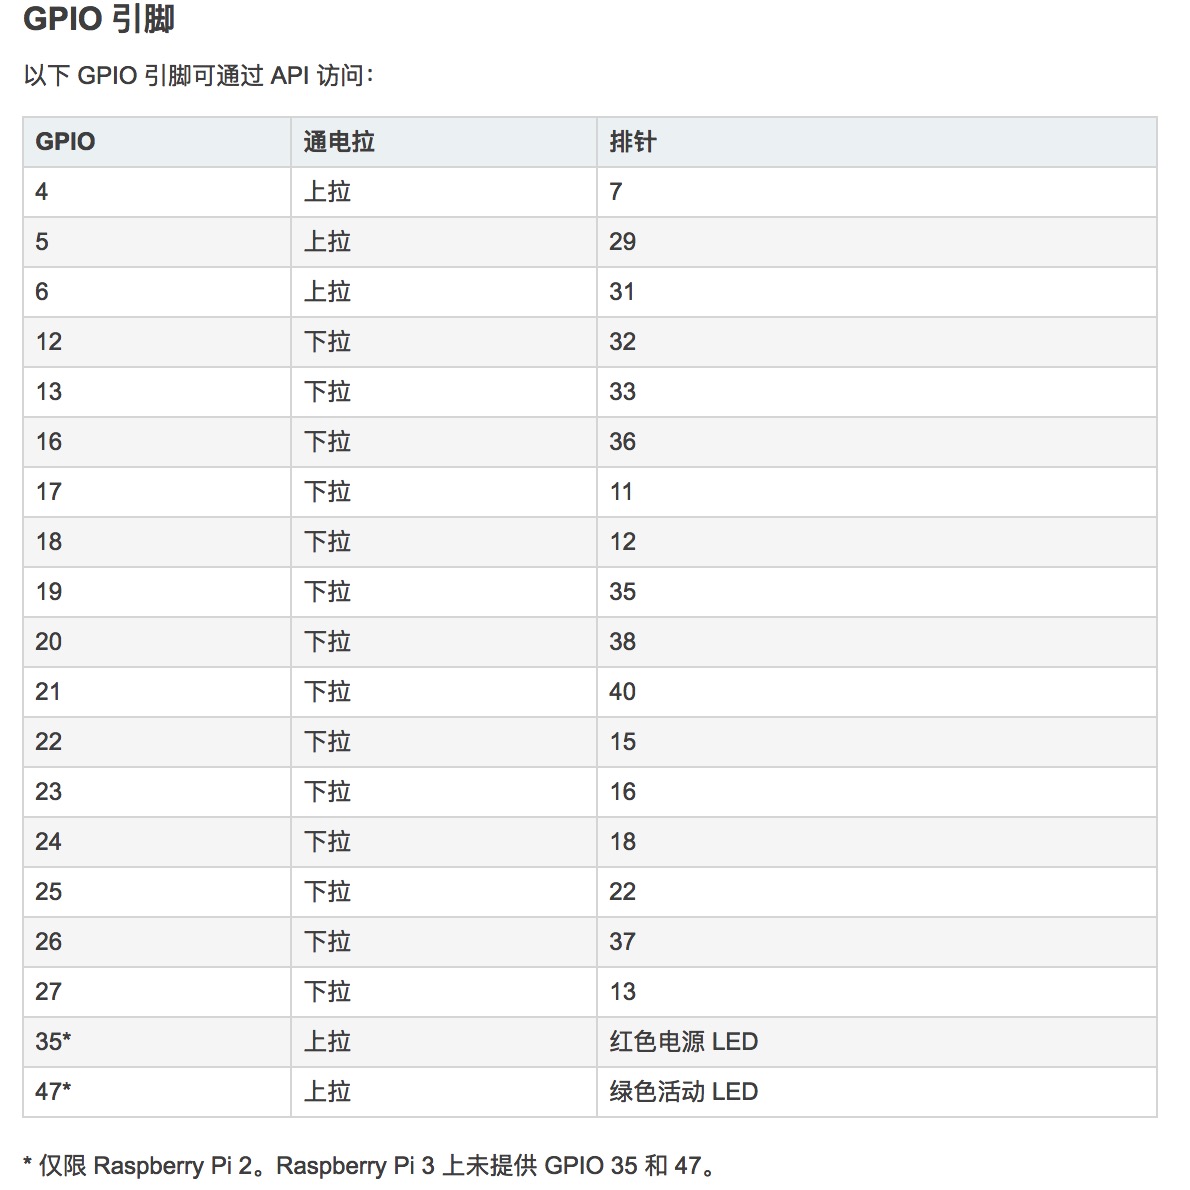 GPIO 引脚
以下 GPIO 引脚可通过 API 访问：
GPIO 通电拉 排针
4 上拉 7
5 上拉 29
6 上拉 31
12 下拉 32
13 下拉 33
16 下拉 36
17 下拉 11
18 下拉 12
19 下拉 35
20 下拉 38
21 下拉 40
22 下拉 15
23 下拉 16
24 下拉 18
25 下拉 22
26 下拉 37
27 下拉 13
35* 上拉 红色电源 LED
47* 上拉 绿色活动 LED
* 仅限 Raspberry Pi 2。Raspberry Pi 3 上未提供 GPIO 35 和 47。